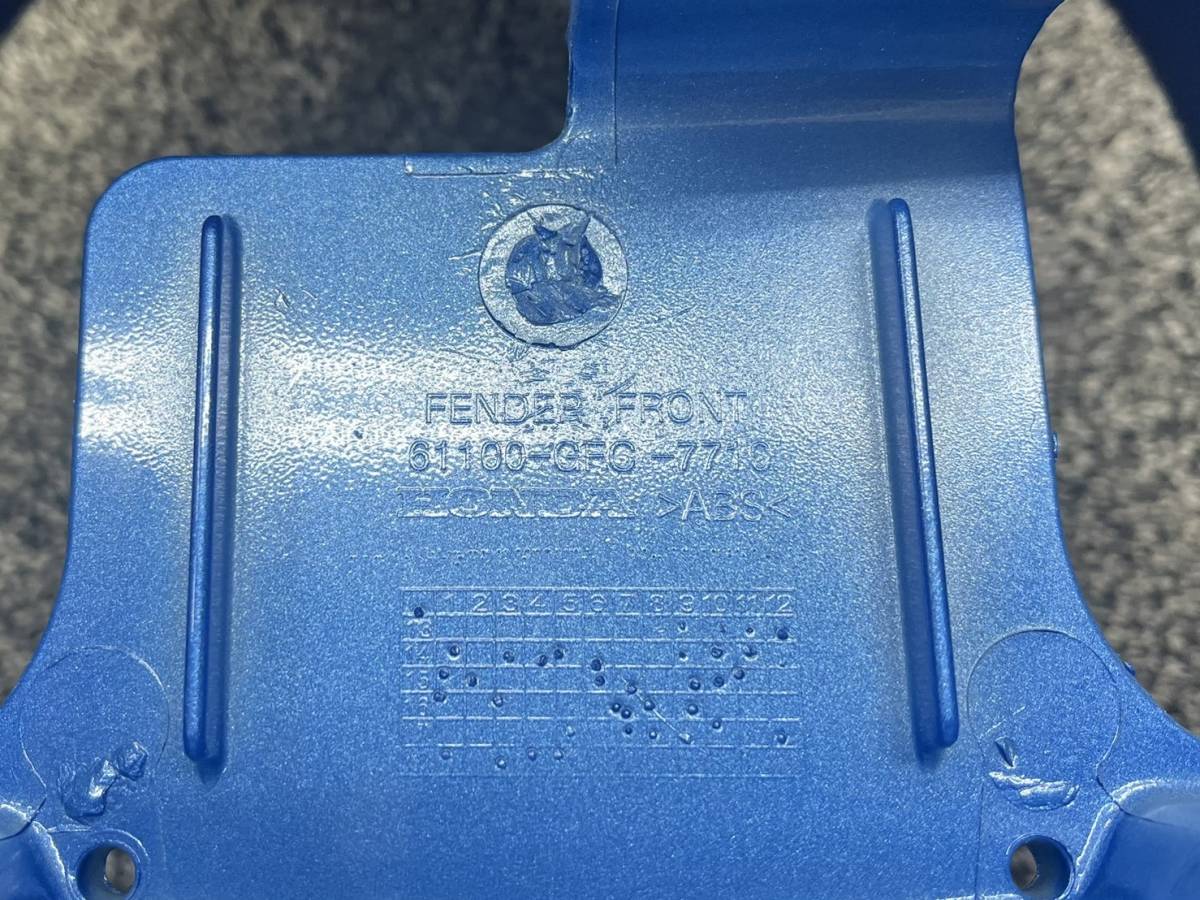 FENDER FRONT
61100-GFC -7710
HONDA >ABS<
1 2 3 4 5 6 7 8 9 10 11 12
14